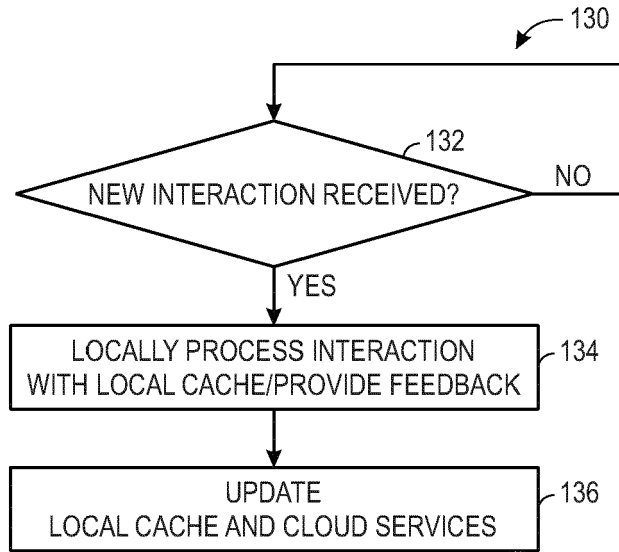 130
132
NEW INTERACTION RECEIVED?
NO
YES
LOCALLY PROCESS INTERACTION
WITH LOCAL CACHE/PROVIDE FEEDBACK
134
UPDATE
LOCAL CACHE AND CLOUD SERVICES
136